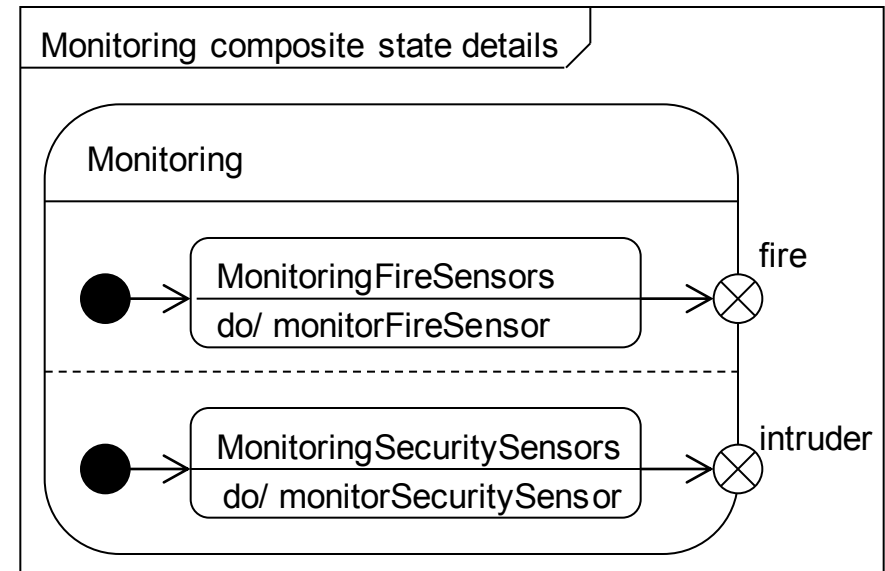 Monitoring composite state details
Monitoring
fire
MonitoringFireSensors
do/ monitorFireSensor
intruder
MonitoringSecuritySensors
do/ monitorSecuritySensor